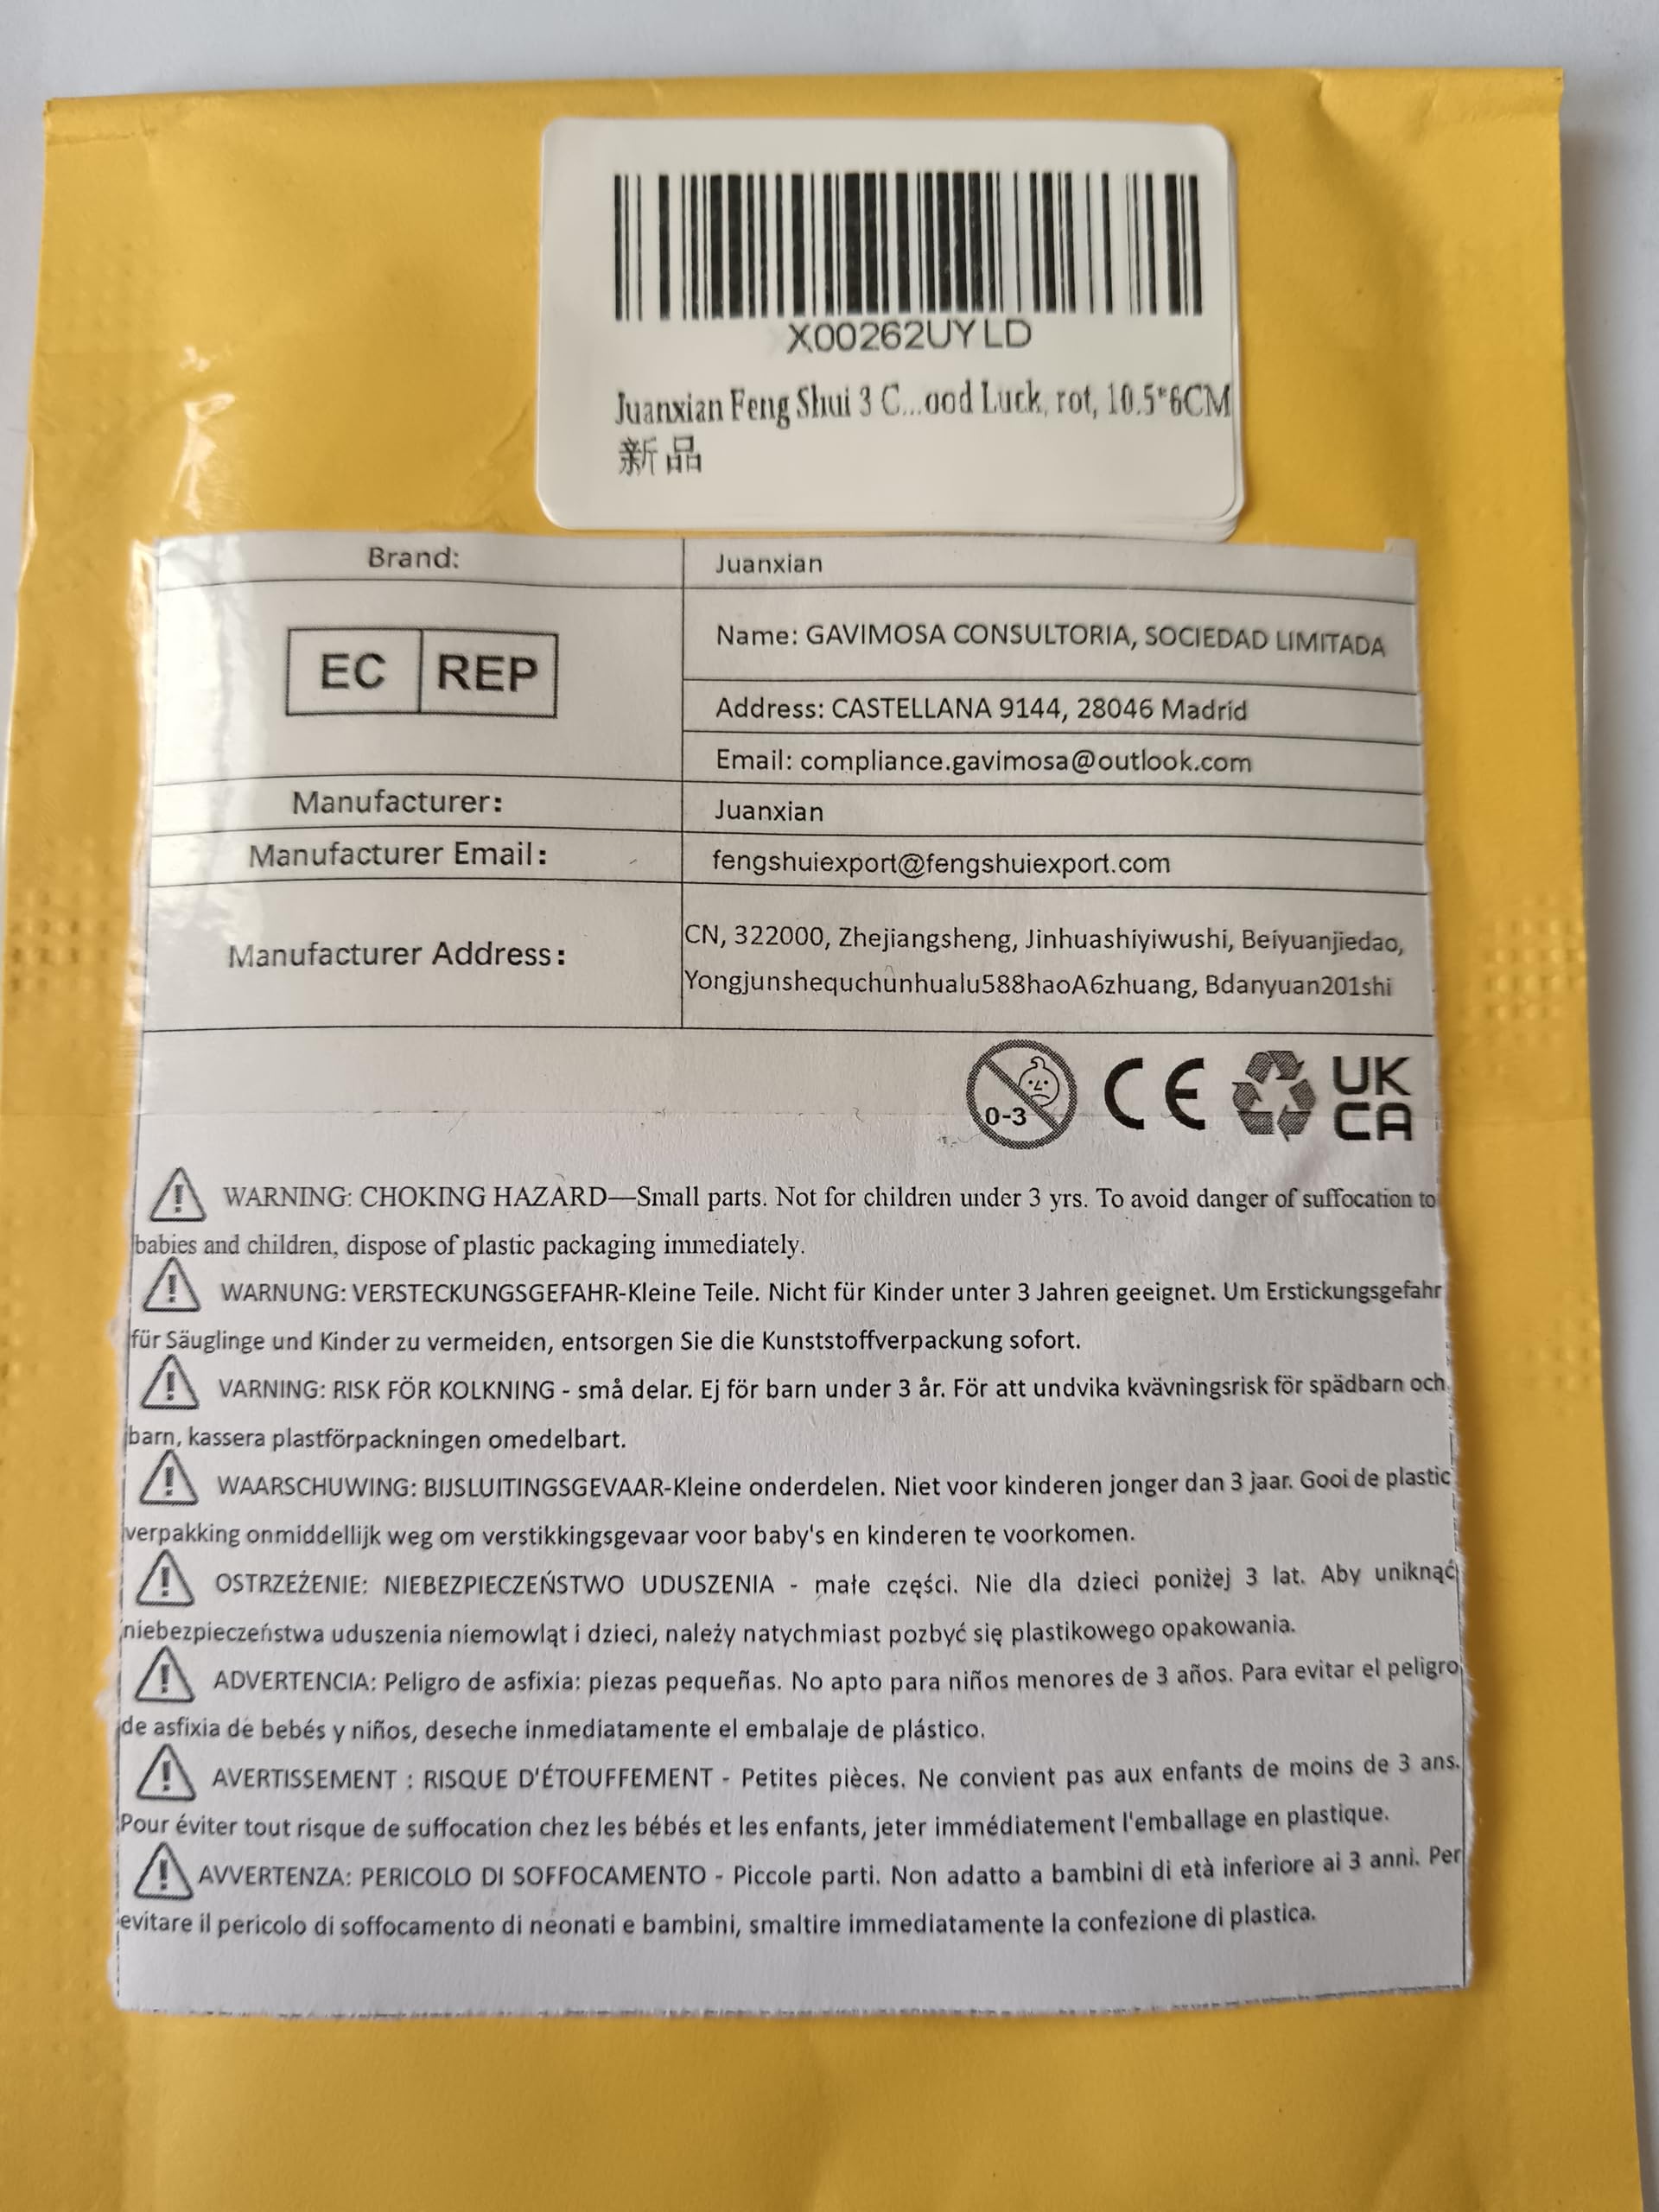 X00262UYLD
Juanxian Feng Shui 3 C...ood Luck, rot, 10.5*6CM
新品
Brand: Juanxian
EC REP
Name: GAVIMOSA CONSULTORIA, SOCIEDAD LIMITADA
Address: CASTELLANA 9144, 28046 Madrid
Email: compliance.gavimosa@outlook.com
Manufacturer: Juanxian
Manufacturer Email: fengshuiexport@fengshuiexport.com
Manufacturer Address: CN, 322000, Zhejiangsheng, Jinhuashiyiwushi, Beiyuanjiedao,
Yongjunshequchunhualu588haoA6zhuang, Bdanyuan201shi
0-3 CE UK
CA
WARNING: CHOKING HAZARD—Small parts. Not for children under 3 yrs. To avoid danger of suffocation to
babies and children, dispose of plastic packaging immediately.
WARNUNG: VERSTECKUNGSGEFAHR-Kleine Teile. Nicht für Kinder unter 3 Jahren geeignet. Um Erstickungsgefahr
für Säuglinge und Kinder zu vermeiden, entsorgen Sie die Kunststoffverpackung sofort.
VARNING: RISK FÖR KOLKNING - små delar. Ej för barn under 3 år. För att undvika kvävningsrisk för spädbarn och
barn, kassera plastförpackningen omedelbart.
WAARSCHUWING: BIJSLUITINGSGEVAAR-Kleine onderdelen. Niet voor kinderen jonger dan 3 jaar. Gooi de plastic
verpakking onmiddellijk weg om verstikkingsgevaar voor baby's en kinderen te voorkomen.
OSTRZEŻENIE: NIEBEZPIECZEŃSTWO UDUSZENIA - małe części. Nie dla dzieci poniżej 3 lat. Aby uniknąć
niebezpieczeństwa uduszenia niemowląt i dzieci, należy natychmiast pozbyć się plastikowego opakowania.
ADVERTENCIA: Peligro de asfixia: piezas pequeñas. No apto para niños menores de 3 años. Para evitar el peligro
de asfixia de bebés y niños, deseche inmediatamente el embalaje de plástico.
AVERTISSEMENT : RISQUE D'ÉTOUFFEMENT - Petites pièces. Ne convient pas aux enfants de moins de 3 ans.
Pour éviter tout risque de suffocation chez les bébés et les enfants, jeter immédiatement l'emballage en plastique.
AVVERTENZA: PERICOLO DI SOFFOCAMENTO - Piccole parti. Non adatto a bambini di età inferiore ai 3 anni. Per
evitare il pericolo di soffocamento di neonati e bambini, smaltire immediatamente la confezione di plastica.